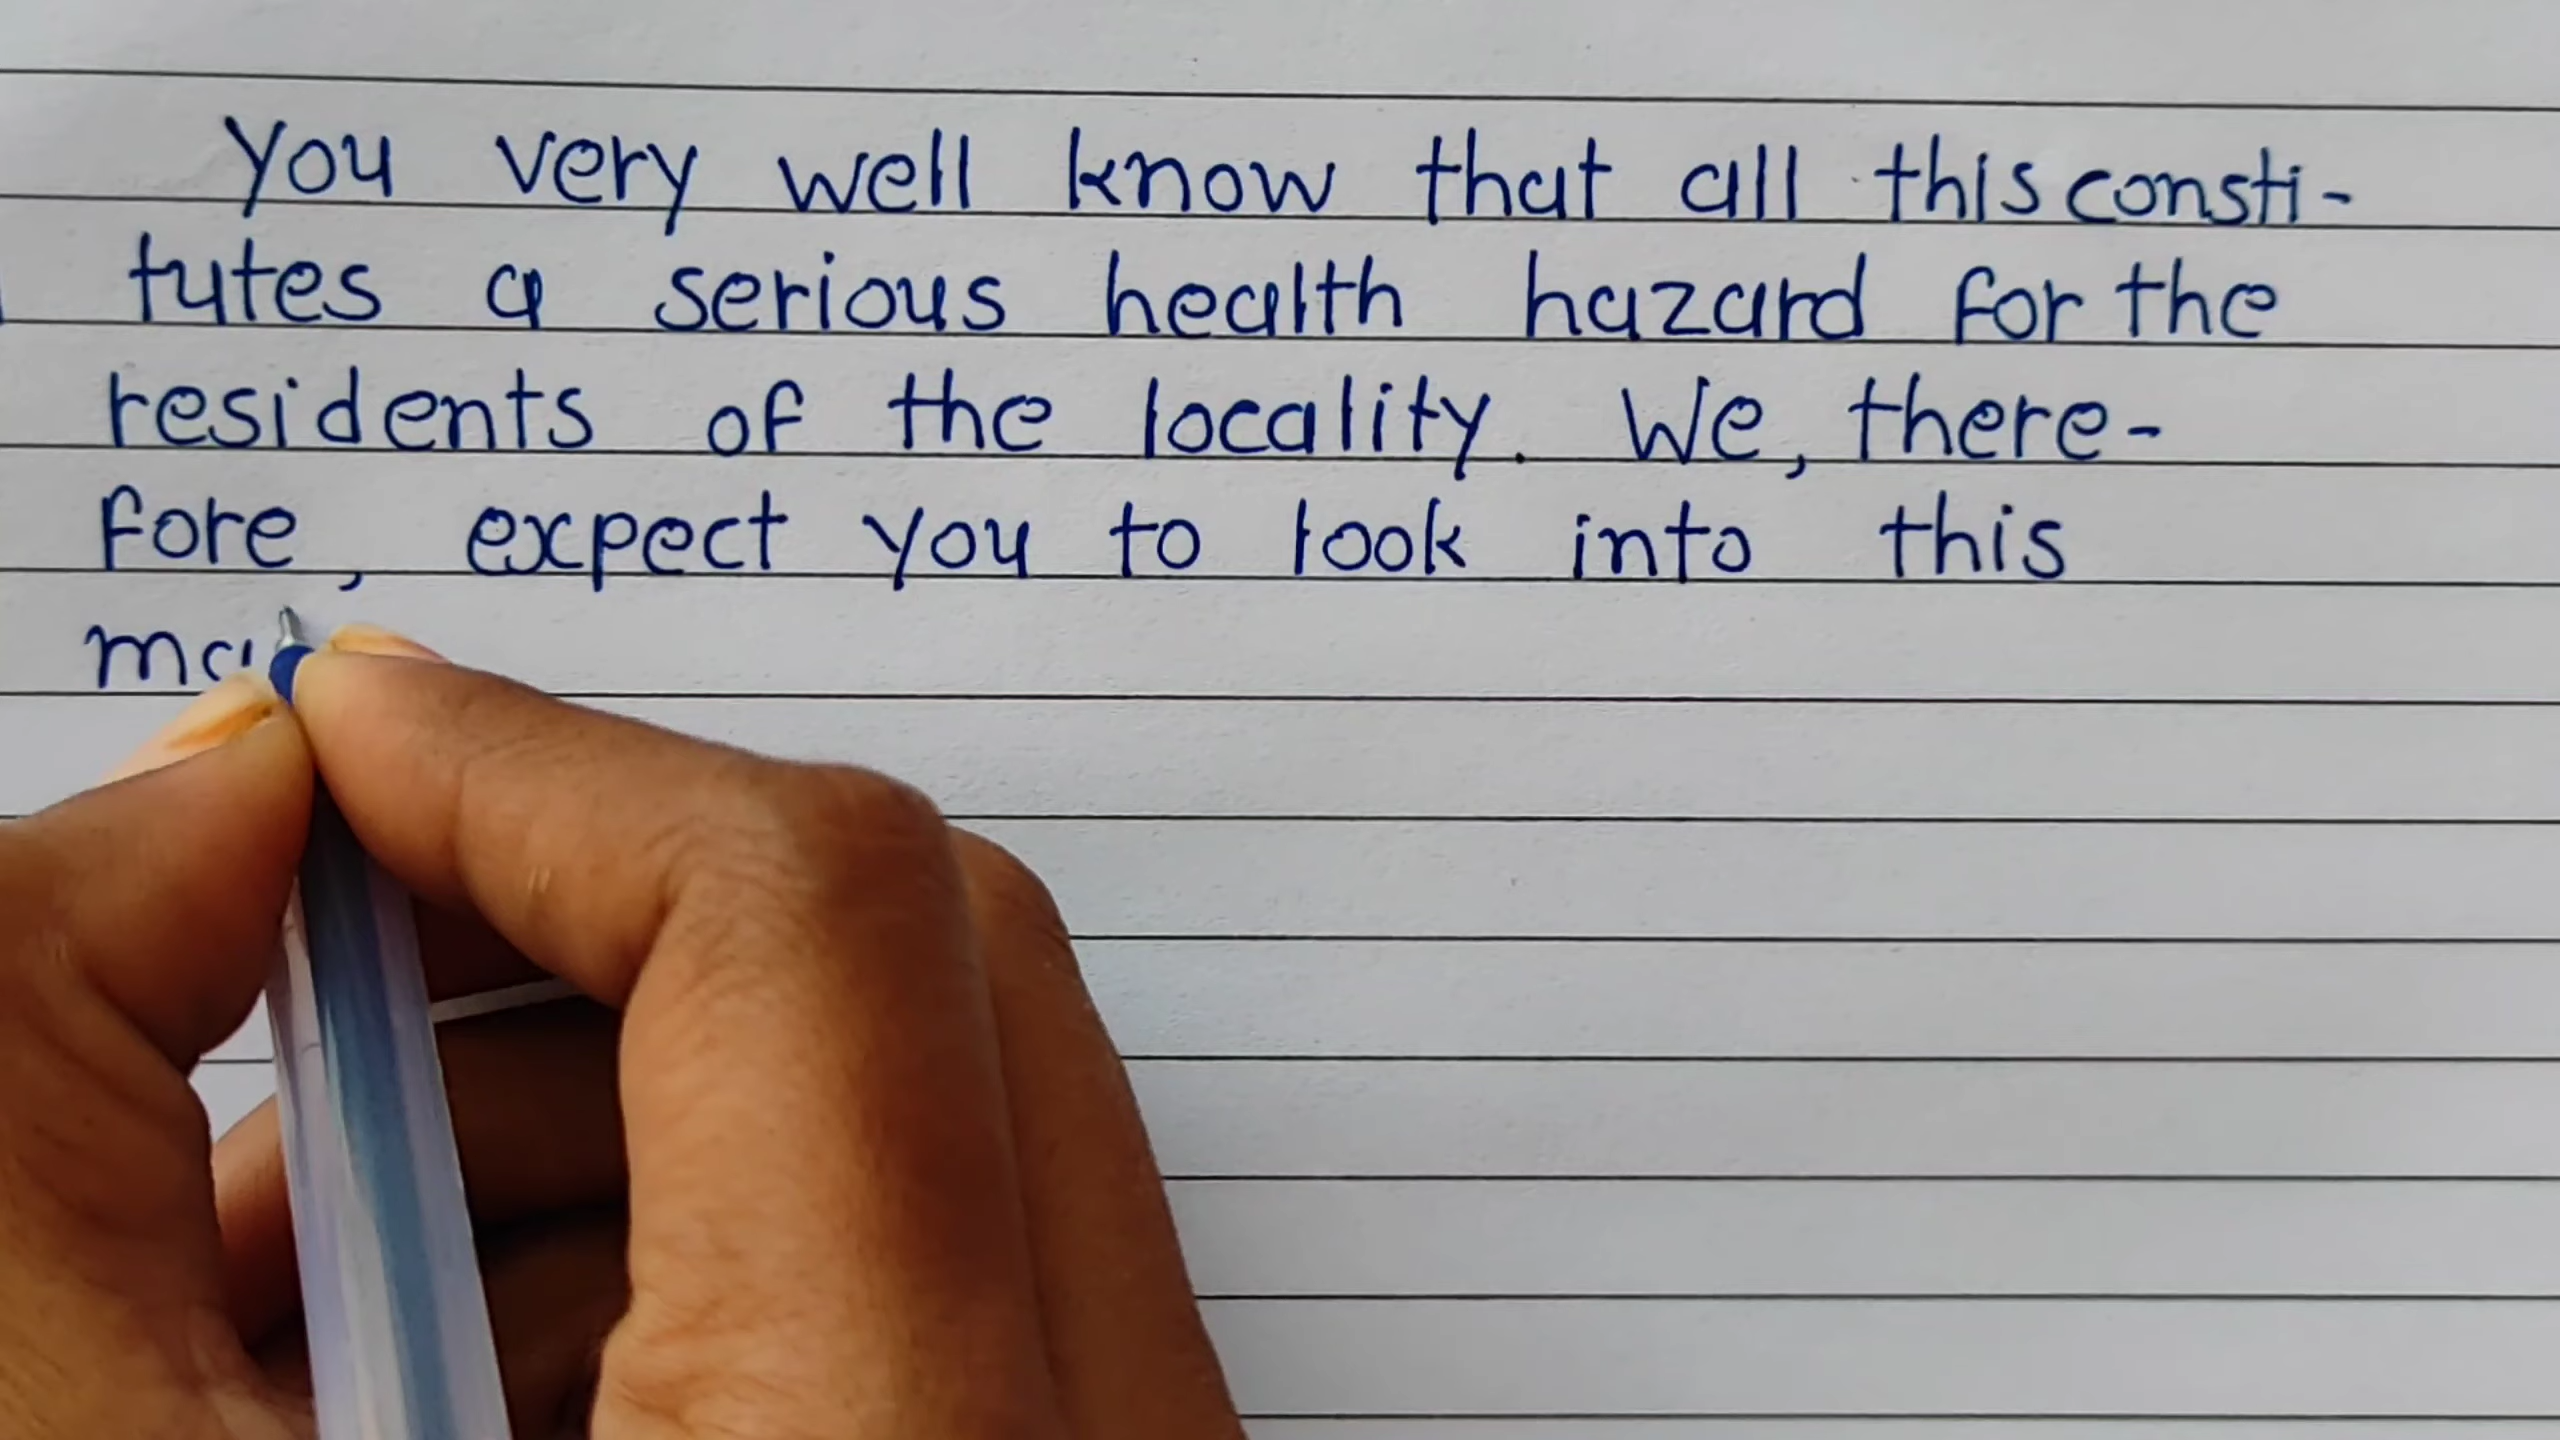 You very well know that all this consti-
tutes a serious health hazard for the
residents of the locality. We, there-
fore, expect you to look into this
ma